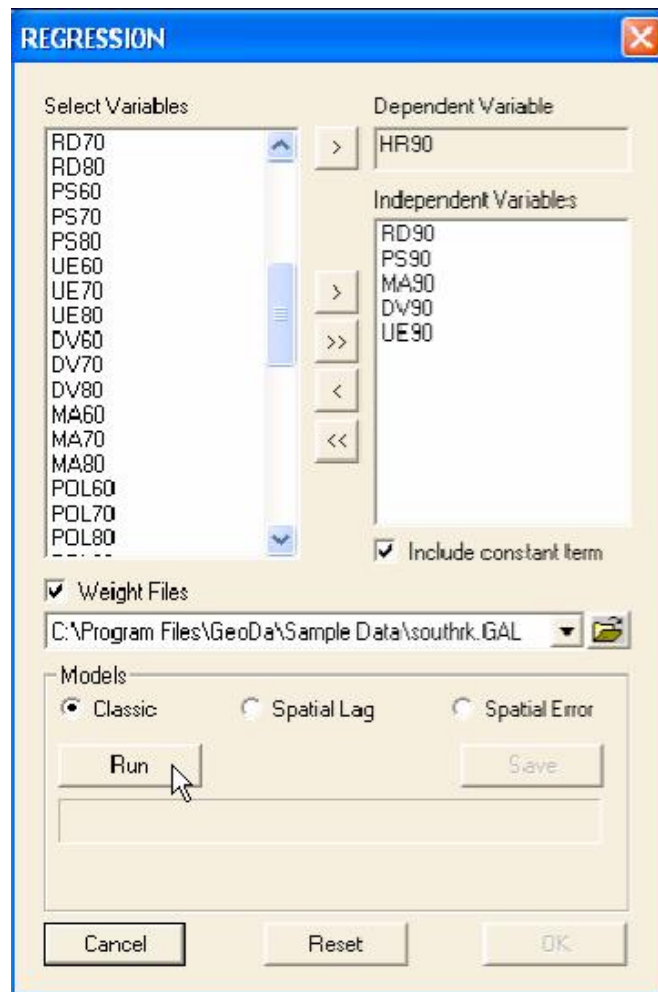 REGRESSION
Select Variables
RD70
RD80
PS60
PS70
PS80
UE60
UE70
UE80
DV60
DV70
DV80
MA60
MA70
MA80
POL60
POL70
POL80
>
Dependent Variable
HR90
Independent Variables
>
>>
<
<<
RD90
PS90
MA90
DV90
UE90
Include constant term
Weight Files
C:\Program Files\GeoDa\Sample Data\southrk.GAL
Models
Classic
Spatial Lag
Spatial Error
Run
Save
Cancel
Reset
OK